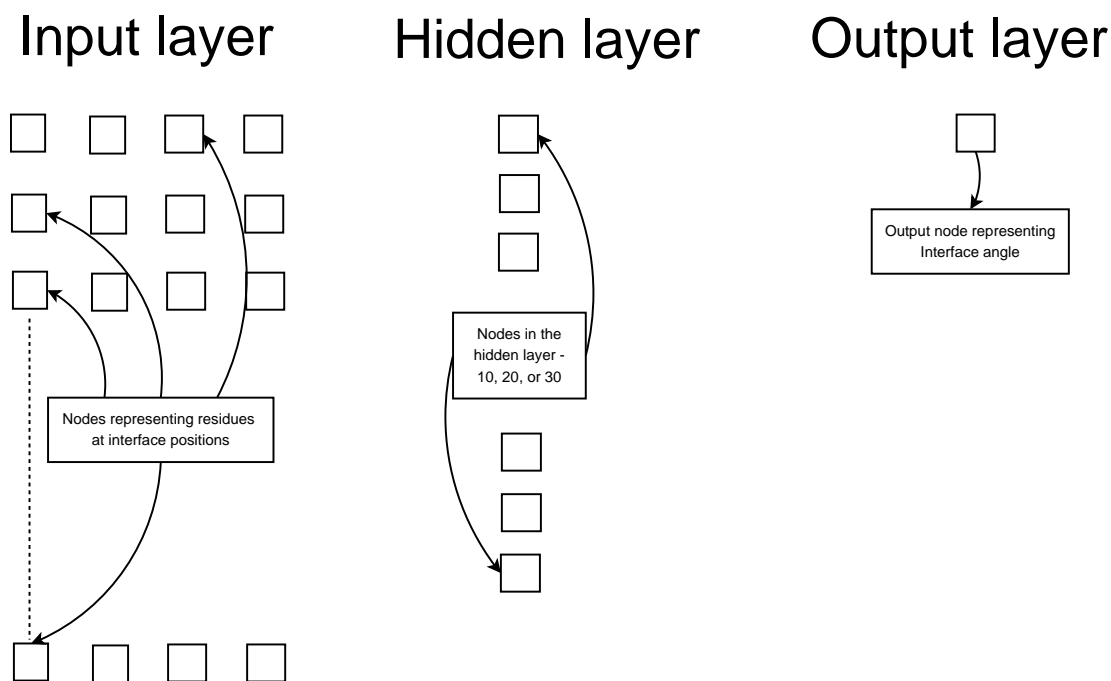 Input layer
Hidden layer
Output layer
Output node representing
Interface angle
Nodes in the
hidden layer -
10, 20, or 30
Nodes representing residues
at interface positions